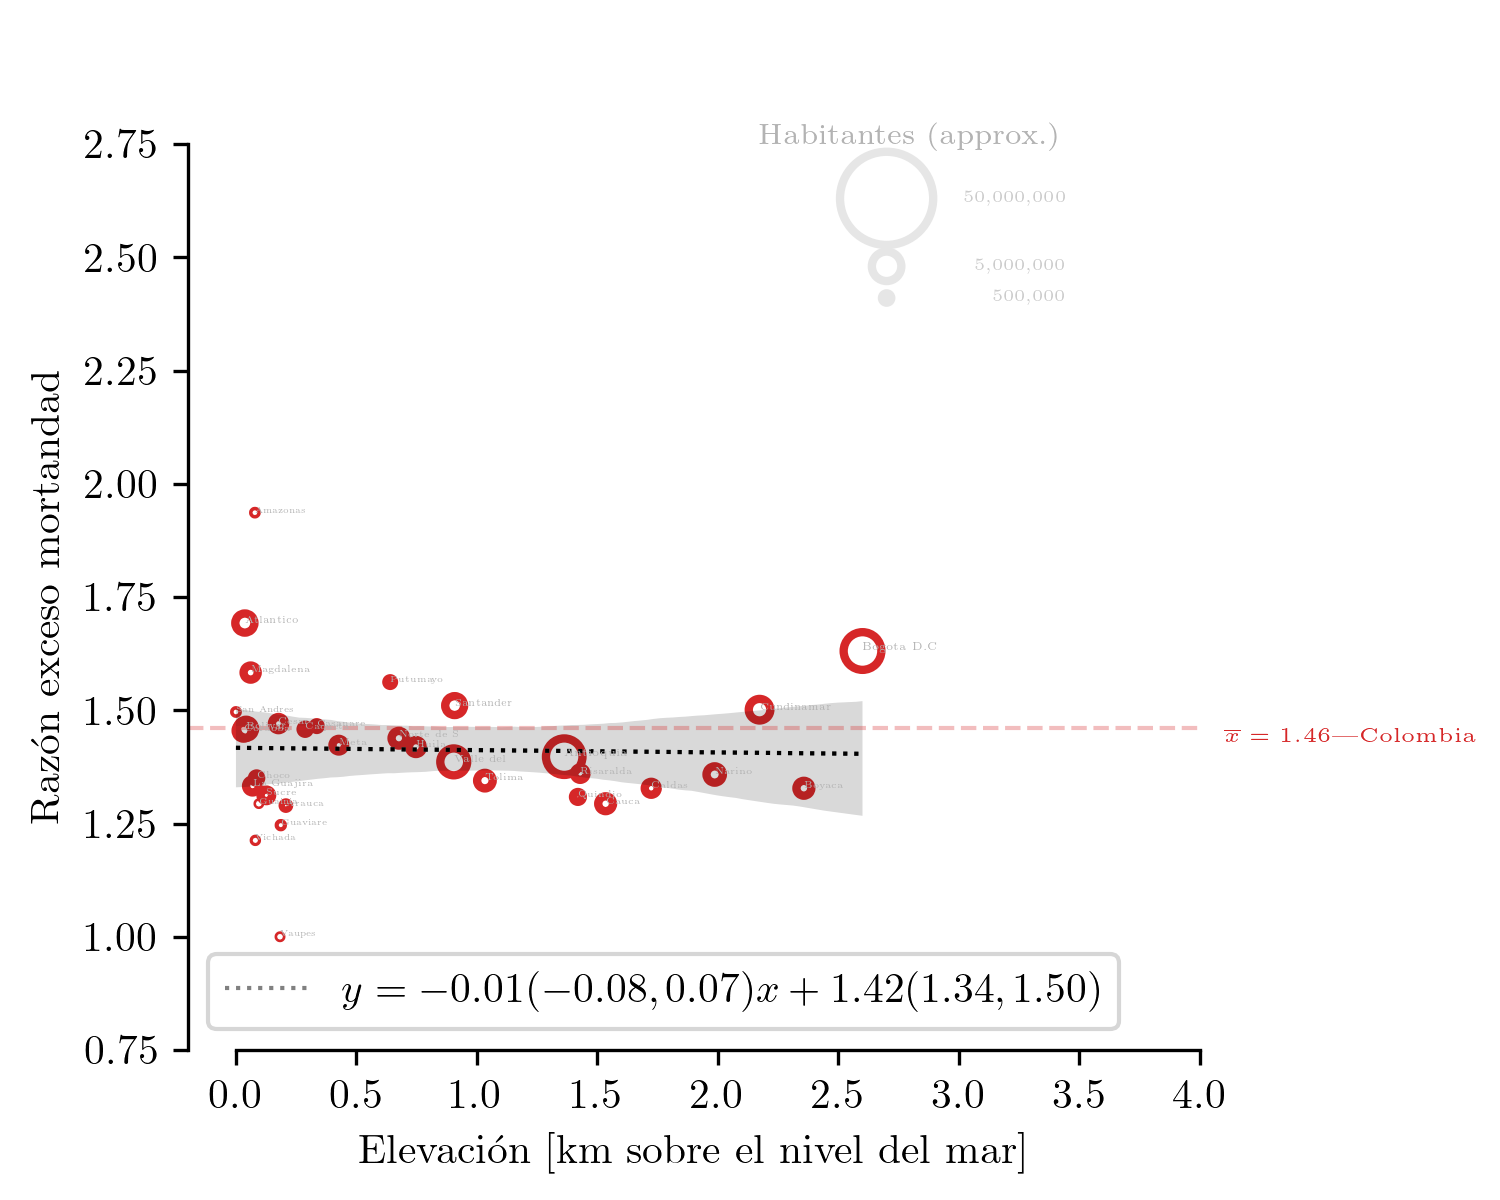 Habitantes (approx.)
50,000,000
5,000,000
500,000
Razón exceso mortandad
2.75
2.50
2.25
2.00
1.75
1.50
1.25
1.00
0.75
Amazonas
Atlantico
Magdalena
Putumayo
Santander
Bogota D.C
San Andres
Cundinamar
x̅ = 1.46—Colombia
Meta
Norte de S
Huila
Valle del
Tolima
Risaralda
Quindio
Cauca
Caldas
Narino
Boyaca
Choco
La Guajira
Sucre
Arauca
Guaviare
Vichada
Vaupes
y = −0.01(−0.08, 0.07)x + 1.42(1.34, 1.50)
0.0 0.5 1.0 1.5 2.0 2.5 3.0 3.5 4.0
Elevación [km sobre el nivel del mar]